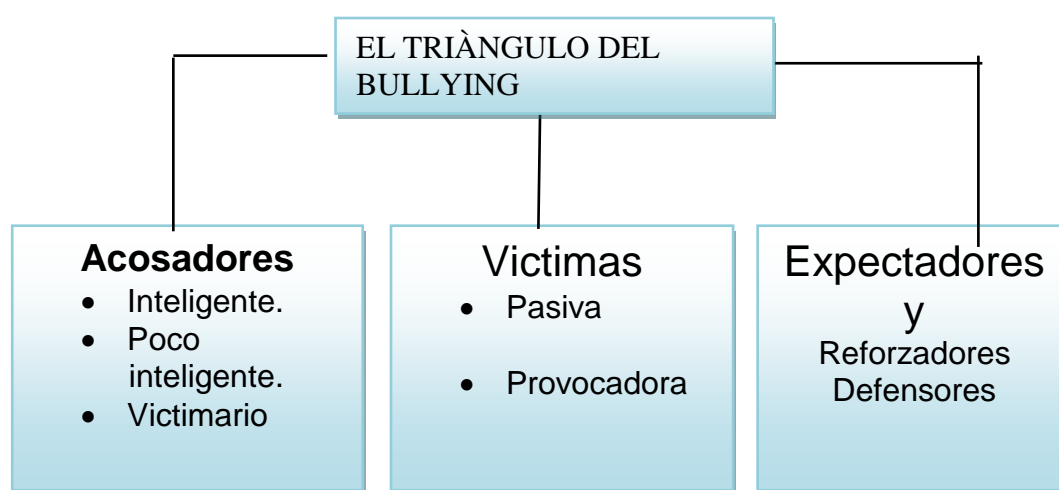 EL TRIÀNGULO DEL
BULLYING
Acosadores
• Inteligente.
• Poco
inteligente.
• Victimario
Victimas
• Pasiva
• Provocadora
Expectadores
y
Reforzadores
Defensores